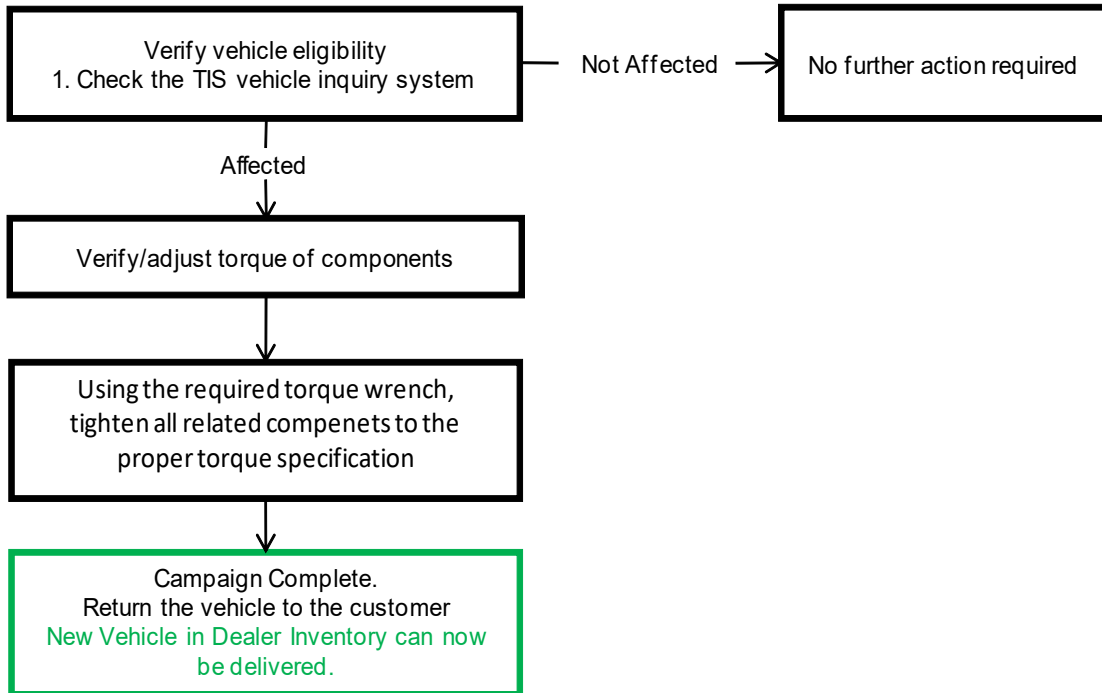 Verify vehicle eligibility
1. Check the TIS vehicle inquiry system
Not Affected
No further action required
Affected
Verify/adjust torque of components
Using the required torque wrench,
tighten all related compenets to the
proper torque specification
Campaign Complete.
Return the vehicle to the customer
New Vehicle in Dealer Inventory can now
be delivered.